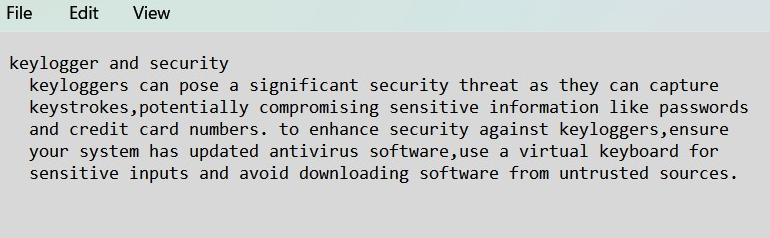 File Edit View
keylogger and security
keyloggers can pose a significant security threat as they can capture
keystrokes,potentially compromising sensitive information like passwords
and credit card numbers. to enhance security against keyloggers,ensure
your system has updated antivirus software,use a virtual keyboard for
sensitive inputs and avoid downloading software from untrusted sources.